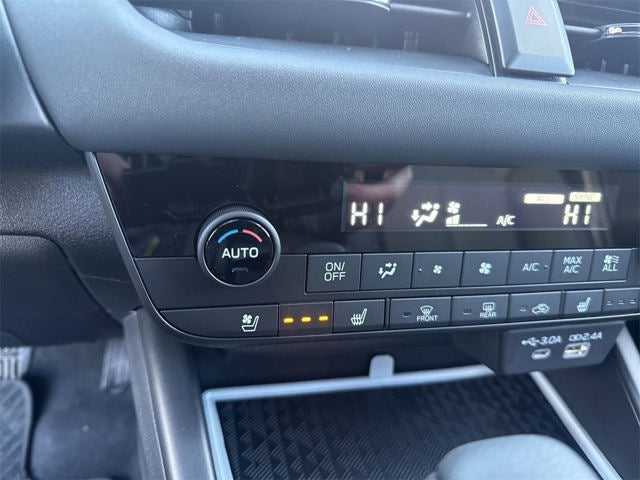 ALL SYNC
HI A/C HI
AUTO
ON/OFF A/C MAX A/C ALL
FRONT REAR
3.0A 2.4A